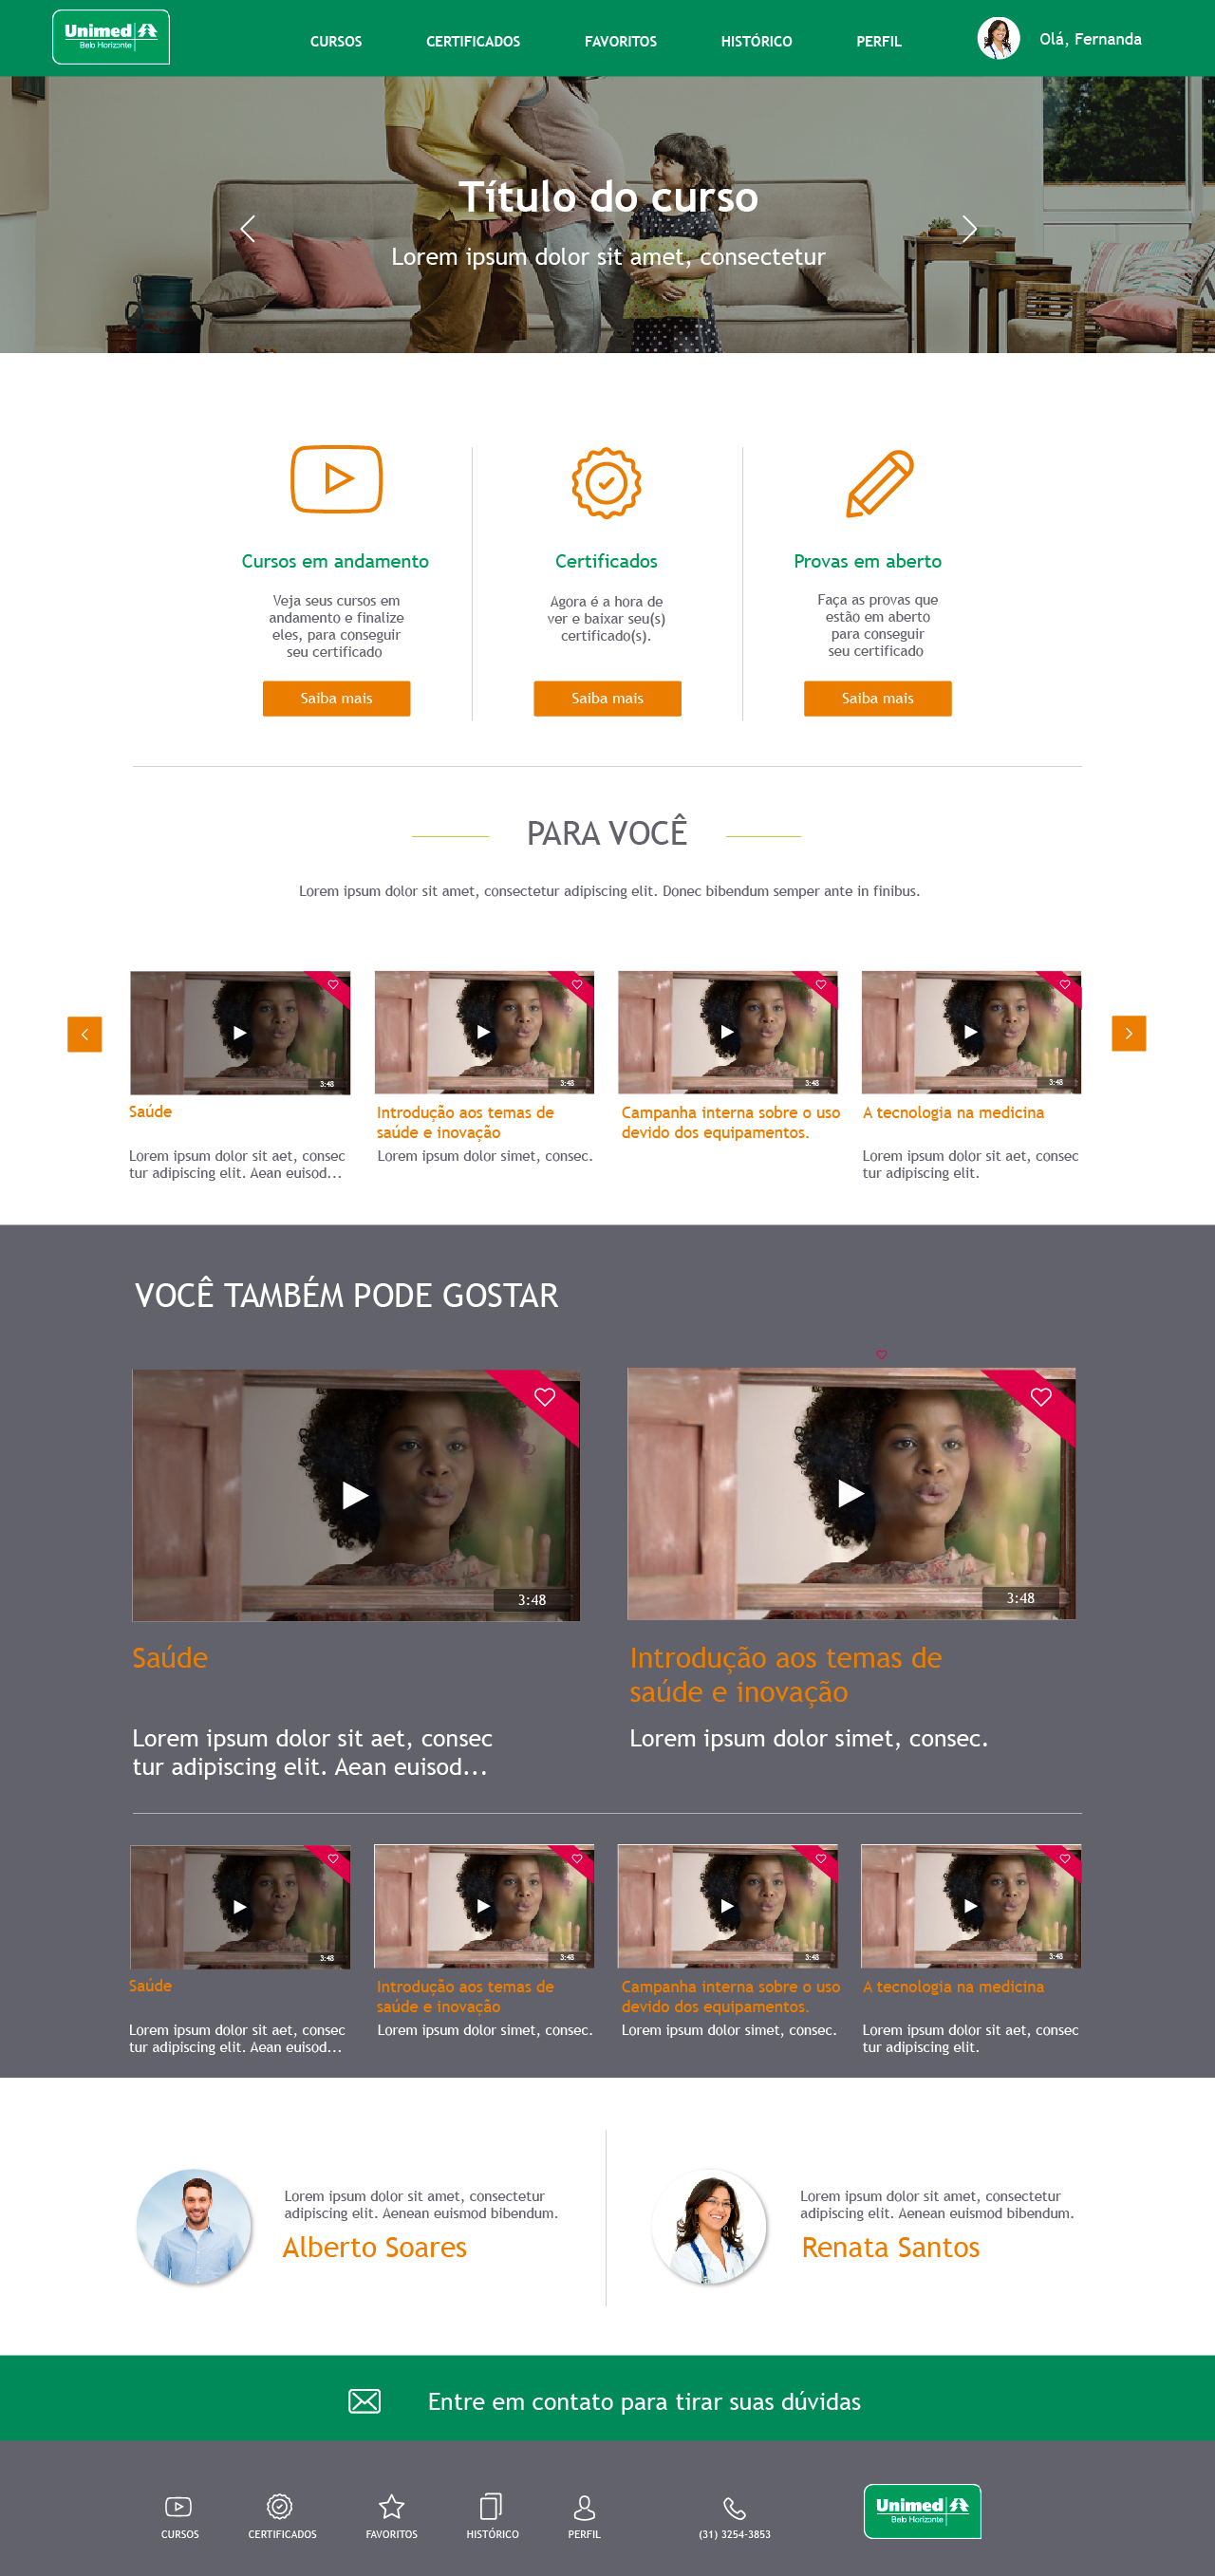 Unimed
Belo Horizonte
CURSOS
CERTIFICADOS
FAVORITOS
HISTÓRICO
PERFIL
Olá, Fernanda
Título do curso
Lorem ipsum dolor sit amet, consectetur
Cursos em andamento
Veja seus cursos em
andamento e finalize
eles, para conseguir
seu certificado
Saiba mais
Certificados
Agora é a hora de
ver e baixar seu(s)
certificado(s).
Saiba mais
Provas em aberto
Faça as provas que
estão em aberto
para conseguir
seu certificado
Saiba mais
PARA VOCÊ
Lorem ipsum dolor sit amet, consectetur adipiscing elit. Donec bibendum semper ante in finibus.
3:48
Saúde
Lorem ipsum dolor sit aet, consec
tur adipiscing elit. Aean euisod...
3:48
Introdução aos temas de
saúde e inovação
Lorem ipsum dolor simet, consec.
3:48
Campanha interna sobre o uso
devido dos equipamentos.
3:48
A tecnologia na medicina
Lorem ipsum dolor sit aet, consec
tur adipiscing elit.
VOCÊ TAMBÉM PODE GOSTAR
3:48
Saúde
Lorem ipsum dolor sit aet, consec
tur adipiscing elit. Aean euisod...
3:48
Introdução aos temas de
saúde e inovação
Lorem ipsum dolor simet, consec.
3:48
Saúde
Lorem ipsum dolor sit aet, consec
tur adipiscing elit. Aean euisod...
3:48
Introdução aos temas de
saúde e inovação
Lorem ipsum dolor simet, consec.
3:48
Campanha interna sobre o uso
devido dos equipamentos.
Lorem ipsum dolor simet, consec.
3:48
A tecnologia na medicina
Lorem ipsum dolor sit aet, consec
tur adipiscing elit.
Lorem ipsum dolor sit amet, consectetur
adipiscing elit. Aenean euismod bibendum.
Alberto Soares
Lorem ipsum dolor sit amet, consectetur
adipiscing elit. Aenean euismod bibendum.
Renata Santos
Entre em contato para tirar suas dúvidas
CURSOS
CERTIFICADOS
FAVORITOS
HISTÓRICO
PERFIL
(31) 3254-3853
Unimed
Belo Horizonte